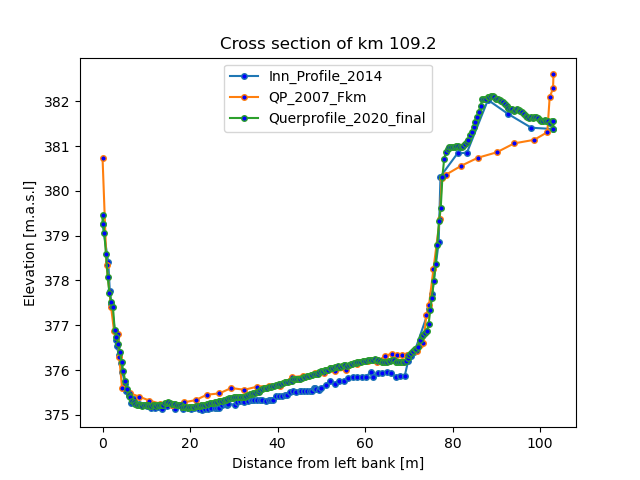 Cross section of km 109.2
Inn_Profile_2014
QP_2007_Fkm
Querprofile_2020_final
Elevation [m.a.s.l]
382
381
380
379
378
377
376
375
0 20 40 60 80 100
Distance from left bank [m]